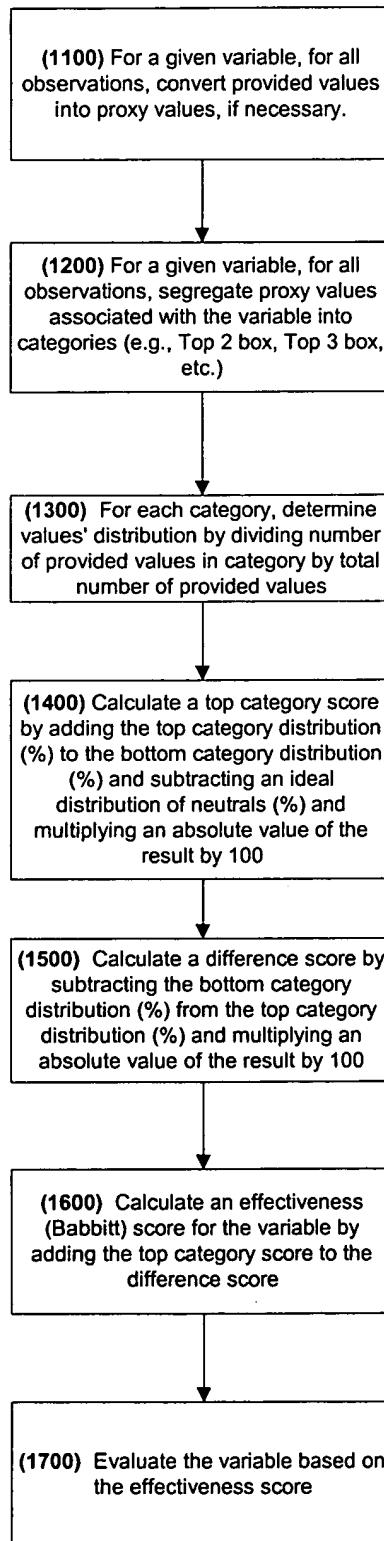 (1100) For a given variable, for all
observations, convert provided values
into proxy values, if necessary.
(1200) For a given variable, for all
observations, segregate proxy values
associated with the variable into
categories (e.g., Top 2 box, Top 3 box,
etc.)
(1300) For each category, determine
values' distribution by dividing number
of provided values in category by total
number of provided values
(1400) Calculate a top category score
by adding the top category distribution
(%) to the bottom category distribution
(%) and subtracting an ideal
distribution of neutrals (%) and
multiplying an absolute value of the
result by 100
(1500) Calculate a difference score by
subtracting the bottom category
distribution (%) from the top category
distribution (%) and multiplying an
absolute value of the result by 100
(1600) Calculate an effectiveness
(Babbitt) score for the variable by
adding the top category score to the
difference score
(1700) Evaluate the variable based on
the effectiveness score